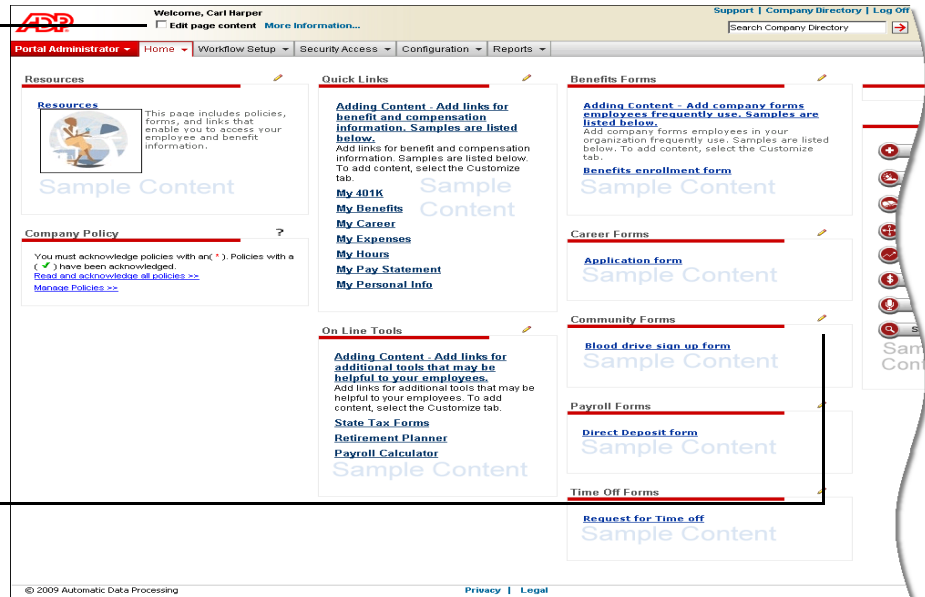 ADP
Welcome, Carl Harper
Support | Company Directory | Log Off
Edit page content More Information...
Search Company Directory
Portal Administrator Home Workflow Setup Security Access Configuration Reports
Resources
Resources
This page includes policies,
forms, and links that
enable you to access your
employee and benefit
information.
Sample Content
Company Policy ?
You must acknowledge policies with an( * ). Policies with a
( ✓ ) have been acknowledged.
Read and acknowledge all policies >>
Manage Policies >>
Quick Links
Adding Content - Add links for
benefit and compensation
information. Samples are listed
below.
Add links for benefit and compensation
information. Samples are listed below.
To add content, select the Customize
tab.
Sample
Content
My 401K
My Benefits
My Career
My Expenses
My Hours
My Pay Statement
My Personal Info
On Line Tools
Adding Content - Add links for
additional tools that may be
helpful to your employees.
Add links for additional tools that may be
helpful to your employees. To add
content, select the Customize tab.
State Tax Forms
Retirement Planner
Payroll Calculator
Sample Content
Benefits Forms
Adding Content - Add company forms
employees frequently use. Samples are
listed below.
Add company forms employees in your
organization frequently use. Samples are listed
below. To add content, select the Customize
tab.
Benefits enrollment form
Sample Content
Career Forms
Application form
Sample Content
Community Forms
Blood drive sign up form
Sample Content
Payroll Forms
Direct Deposit form
Sample Content
Time Off Forms
Request for Time off
Sample Content
S
Sam
Cont
© 2009 Automatic Data Processing
Privacy | Legal